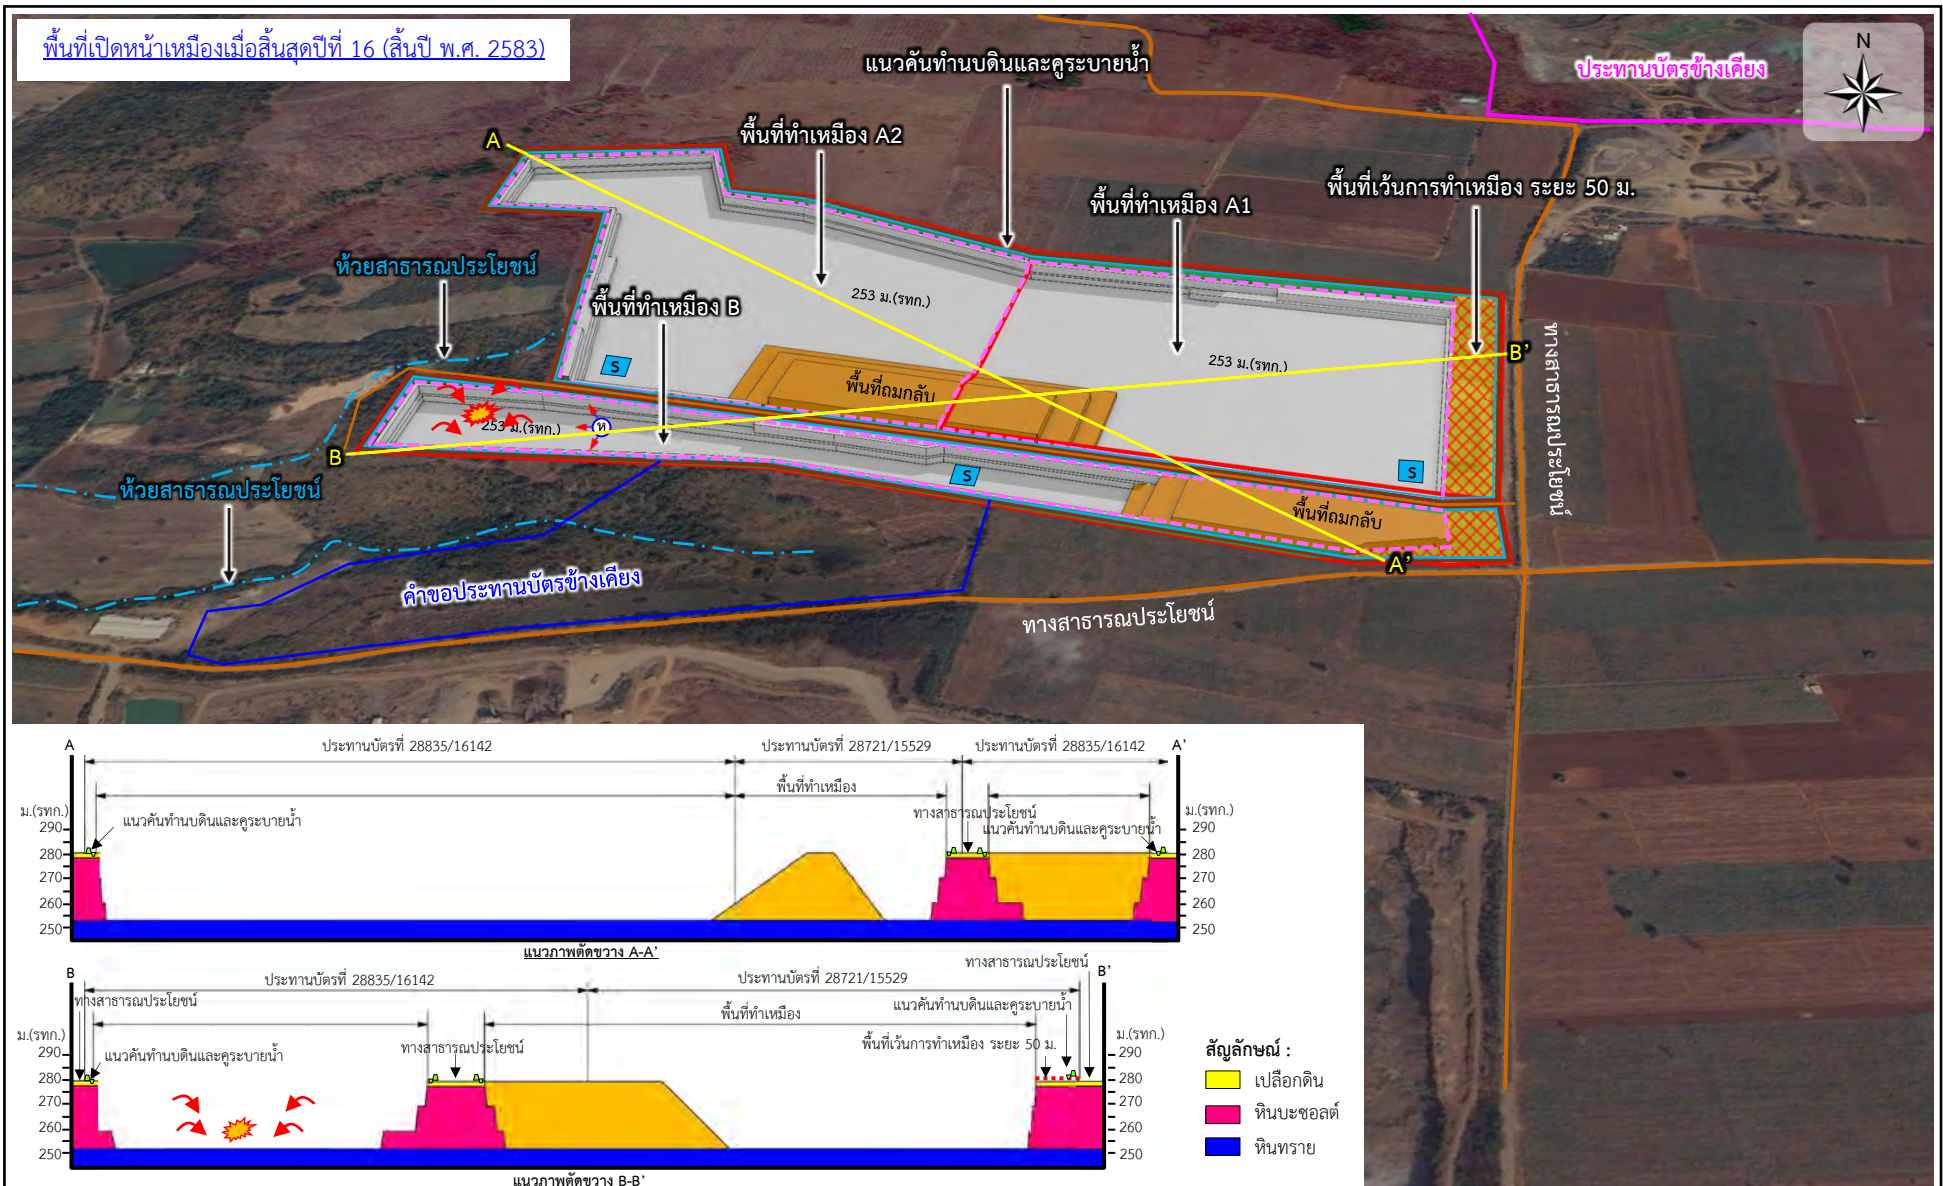 พื้นที่เปิดหน้าเหมืองเมื่อสิ้นสุดปีที่ 16 (สิ้นปี พ.ศ. 2583)
N
แนวคันทำนบดินและคูระบายน้ำ
ประทานบัตรข้างเคียง
A
พื้นที่ทำเหมือง A2
พื้นที่ทำเหมือง A1
พื้นที่เว้นการทำเหมือง ระยะ 50 ม.
ห้วยสาธารณประโยชน์
พื้นที่ทำเหมือง B
253 ม.(รทก.)
253 ม.(รทก.)
B'
ทางสาธารณประโยชน์
S
พื้นที่ถมกลับ
253 ม.(รทก.)
ห
B
S
S
ห้วยสาธารณประโยชน์
พื้นที่ถมกลับ
A'
คำขอประทานบัตรข้างเคียง
ทางสาธารณประโยชน์
A
ประทานบัตรที่ 28835/16142
ประทานบัตรที่ 28721/15529
ประทานบัตรที่ 28835/16142
A'
พื้นที่ทำเหมือง
ม.(รทก.)
แนวคันทำนบดินและคูระบายน้ำ
ทางสาธารณประโยชน์
แนวคันทำนบดินและคูระบายน้ำ
ม.(รทก.)
290
280
270
260
250
290
280
270
260
250
แนวภาพตัดขวาง A-A'
B
ประทานบัตรที่ 28835/16142
ประทานบัตรที่ 28721/15529
ทางสาธารณประโยชน์
B'
ทางสาธารณประโยชน์
พื้นที่ทำเหมือง
แนวคันทำนบดินและคูระบายน้ำ
ม.(รทก.)
แนวคันทำนบดินและคูระบายน้ำ
ทางสาธารณประโยชน์
พื้นที่เว้นการทำเหมือง ระยะ 50 ม.
ม.(รทก.)
290
280
270
260
250
290
280
270
260
250
แนวภาพตัดขวาง B-B'
สัญลักษณ์ :
เปลือกดิน
หินบะซอลต์
หินทราย